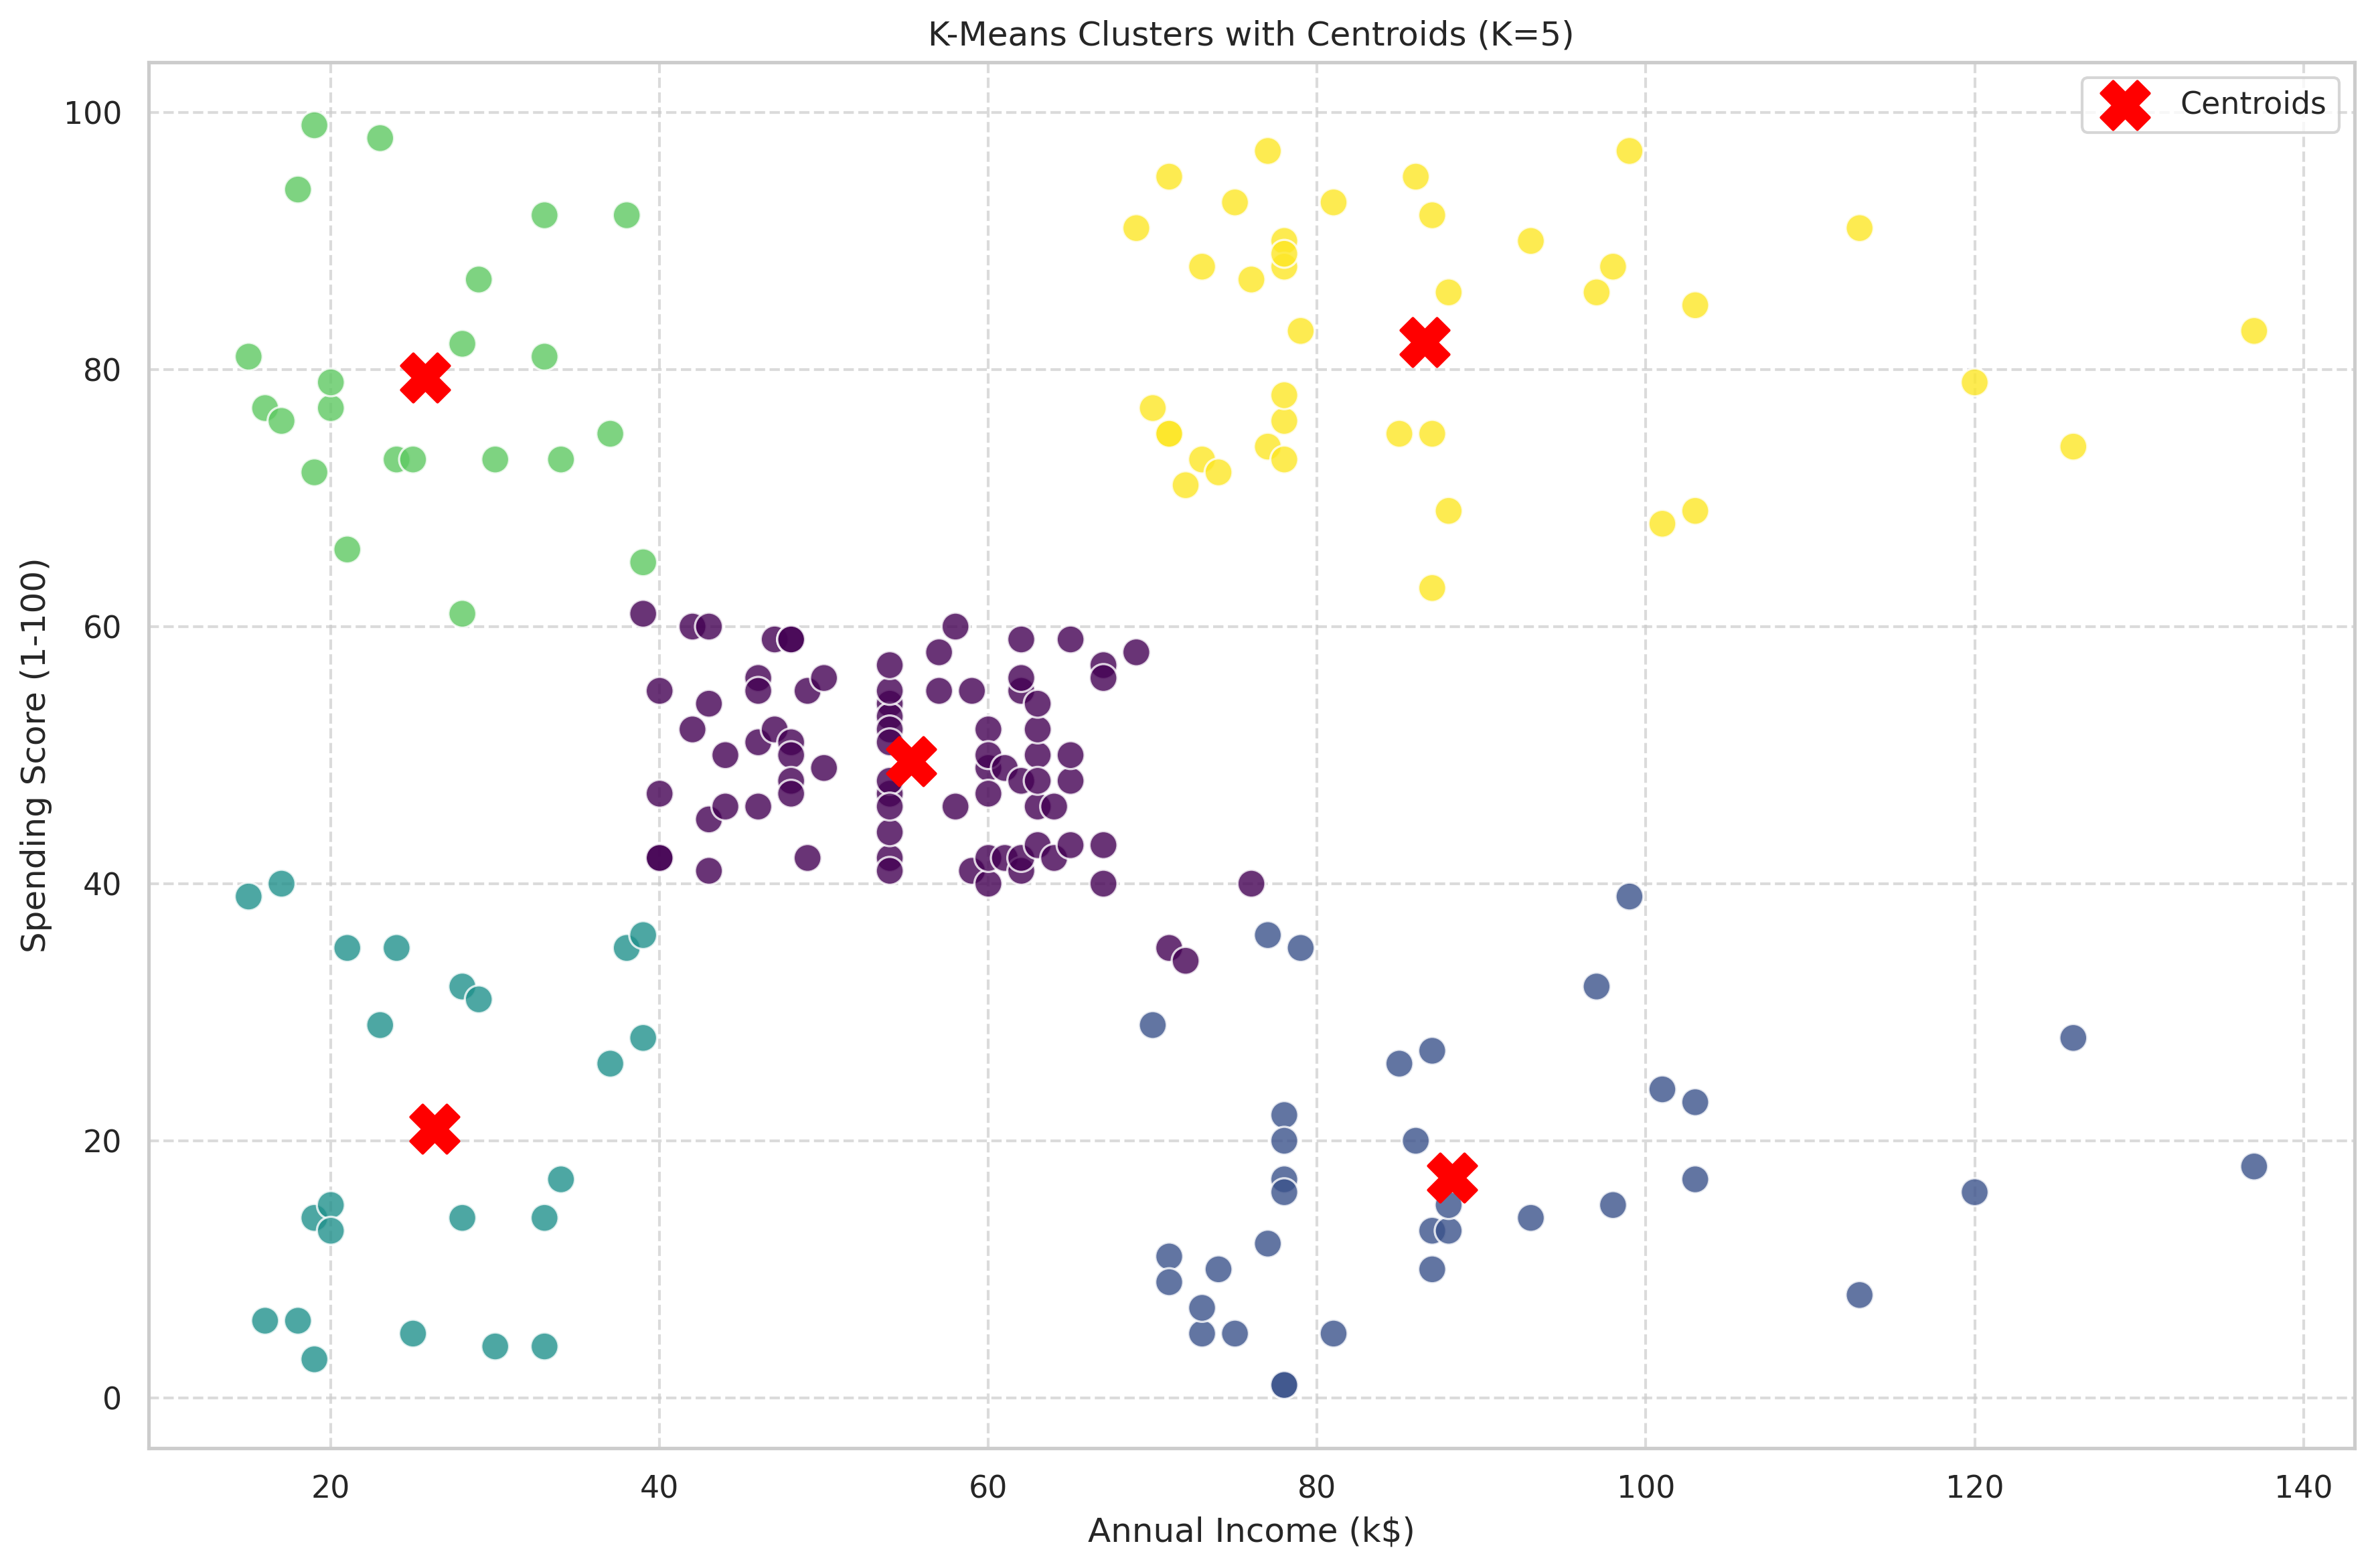 K-Means Clusters with Centroids (K=5)
Centroids
Spending Score (1-100)
100
80
60
40
20
0
20 40 60 80 100 120 140
Annual Income (k$)